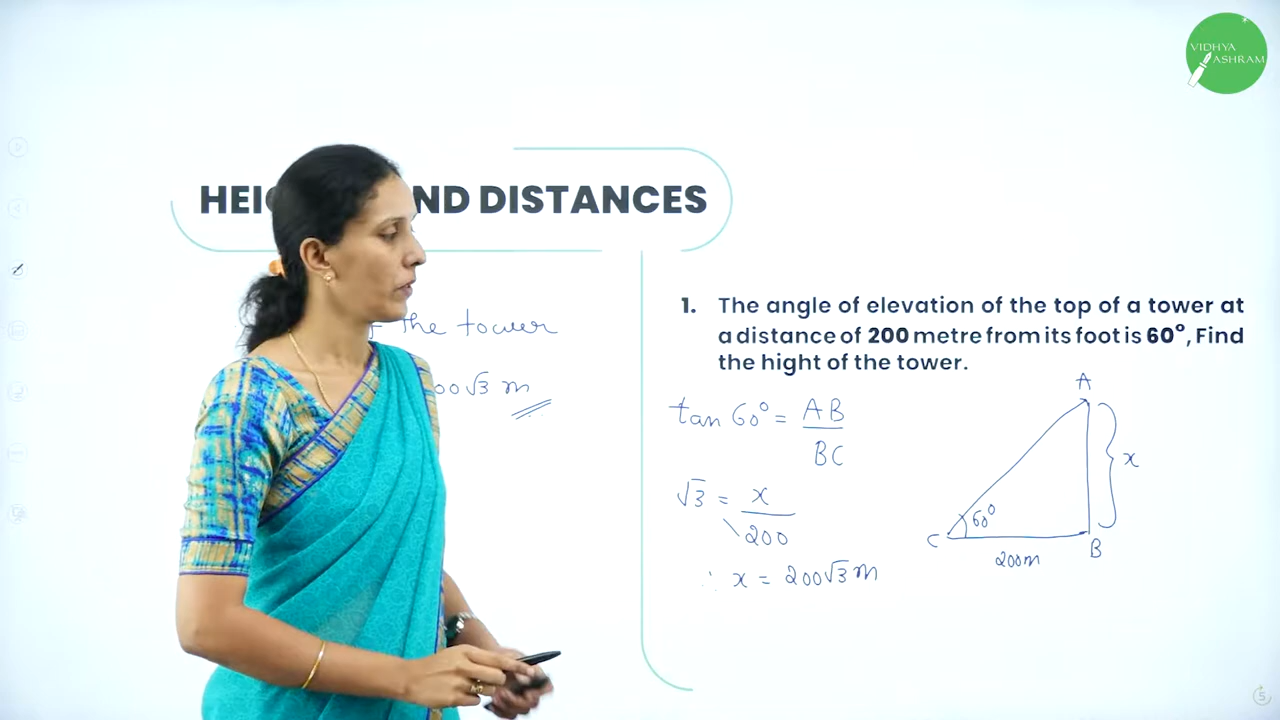 VIDHYA
ASHRAM
HEI ND DISTANCES
the tower
00√3 m
1. The angle of elevation of the top of a tower at
a distance of 200 metre from its foot is 60°, Find
the hight of the tower.
tan 60° = AB
BC
√3 = x
200
∴ x = 200√3 m
A
x
60°
C
B
200m
5